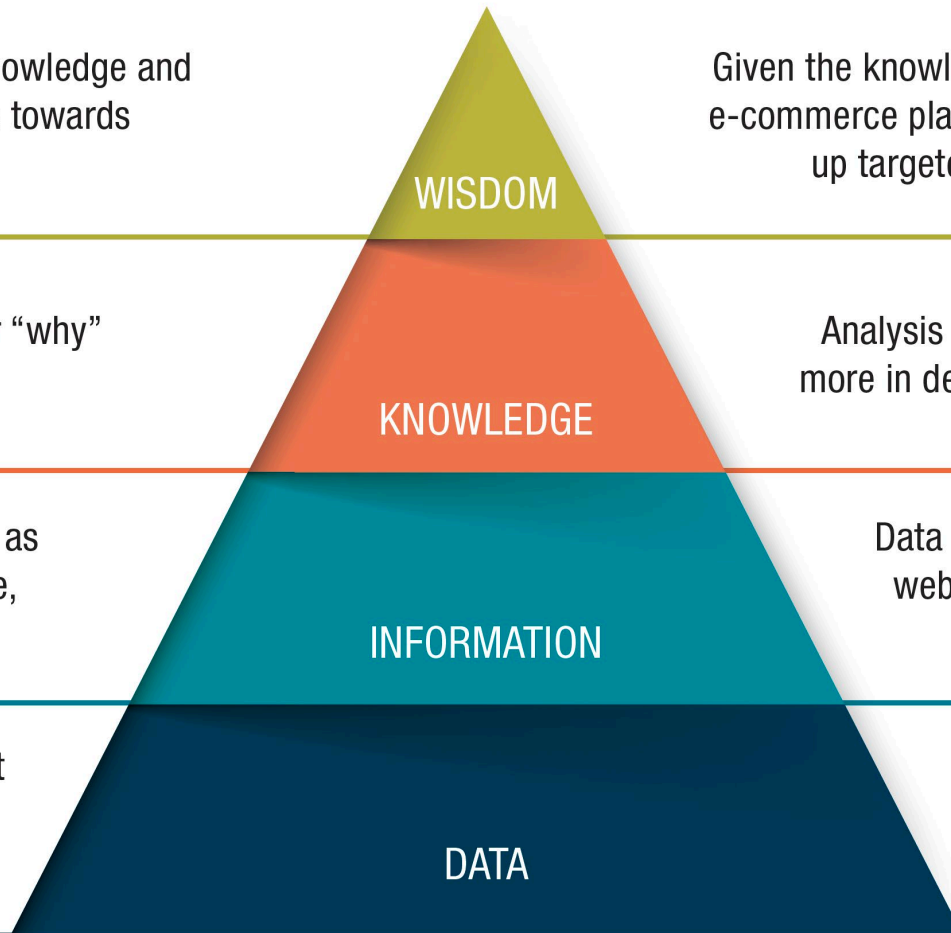 owledge and
towards
Given the knowl
e-commerce pla
up targete
WISDOM
“why”
Analysis
more in de
KNOWLEDGE
as
e,
Data
web
INFORMATION
t
DATA